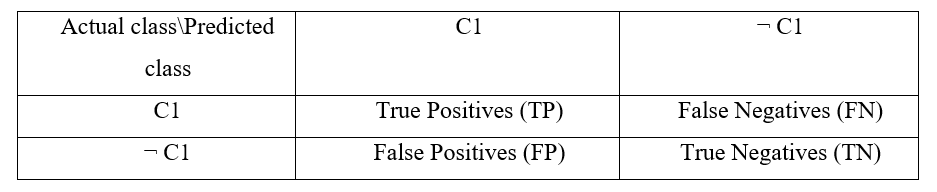 Actual class\Predicted C1 ¬ C1
class
C1 True Positives (TP) False Negatives (FN)
¬ C1 False Positives (FP) True Negatives (TN)